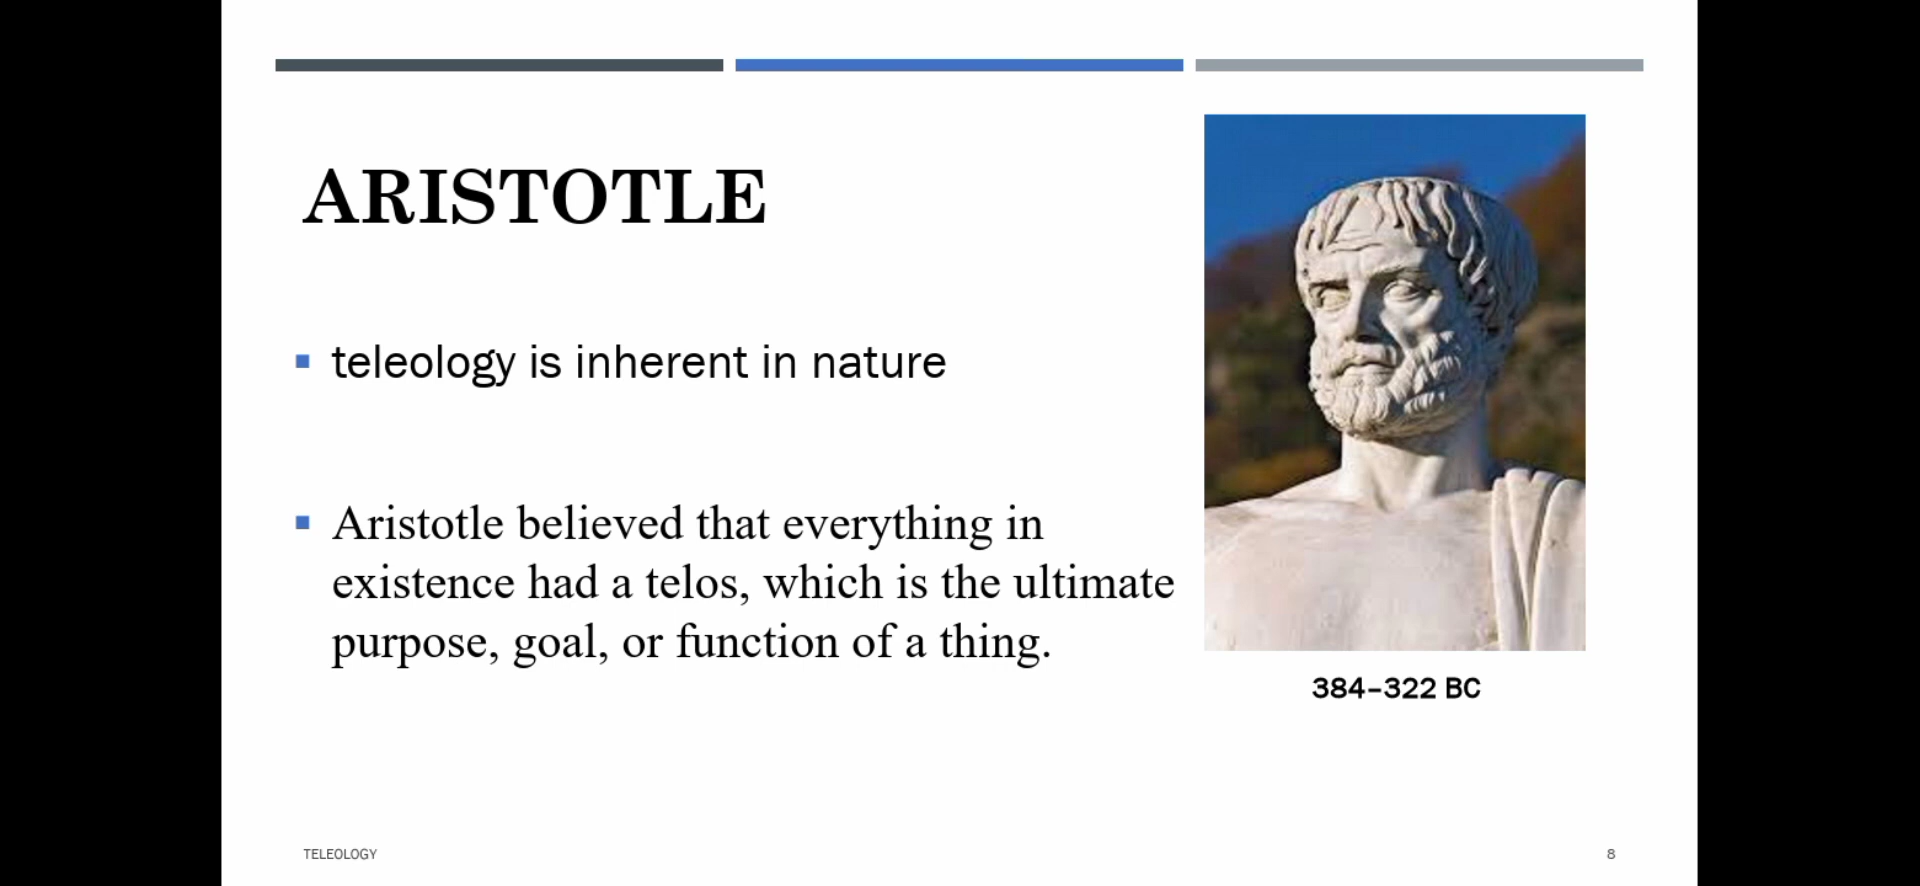 ARISTOTLE
teleology is inherent in nature
Aristotle believed that everything in
existence had a telos, which is the ultimate
purpose, goal, or function of a thing.
384–322 BC
TELEOLOGY
8